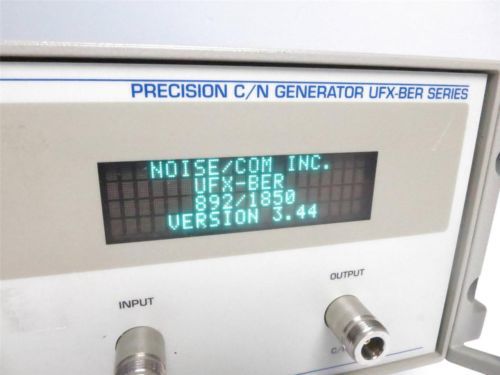 PRECISION C/N GENERATOR UFX-BER SERIES
NOISE/COM INC.
UFX-BER
892/1850
VERSION 3.44
INPUT
OUTPUT